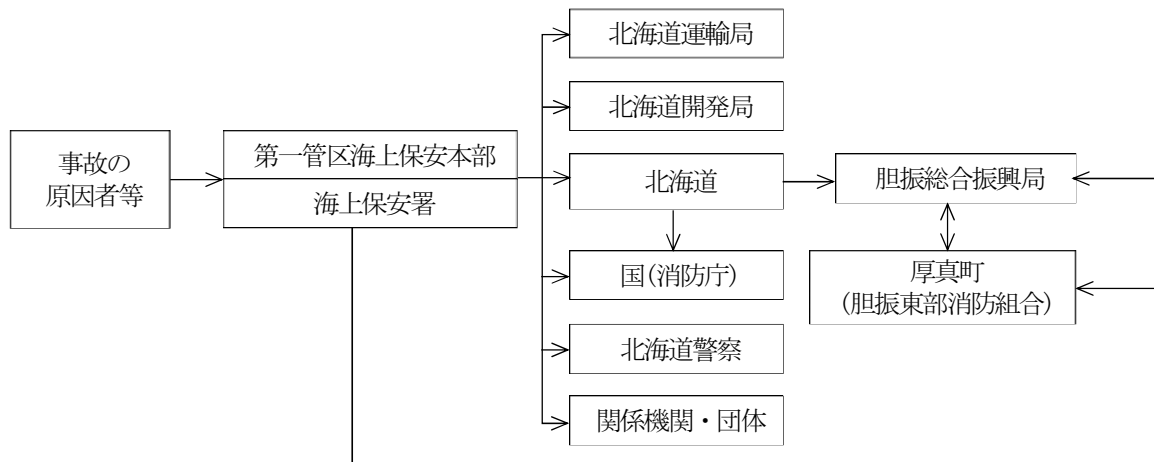 事故の
原因者等
第一管区海上保安本部
海上保安署
北海道運輸局
北海道開発局
北海道
国（消防庁）
北海道警察
関係機関・団体
胆振総合振興局
厚真町
（胆振東部消防組合）